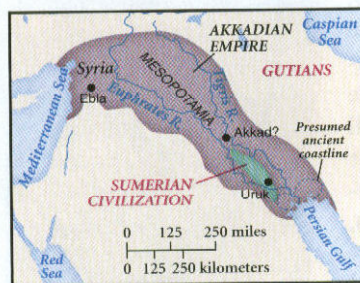 Caspian
Sea
AKKADIAN
EMPIRE
GUTIANS
Syria
Ebla
MESOPOTAMIA
Tigris R.
Euphrates R.
Mediterranean Sea
Akkad?
Presumed
ancient
coastline
SUMERIAN
CIVILIZATION
Uruk
Persian Gulf
Red
Sea
0 125 250 miles
0 125 250 kilometers